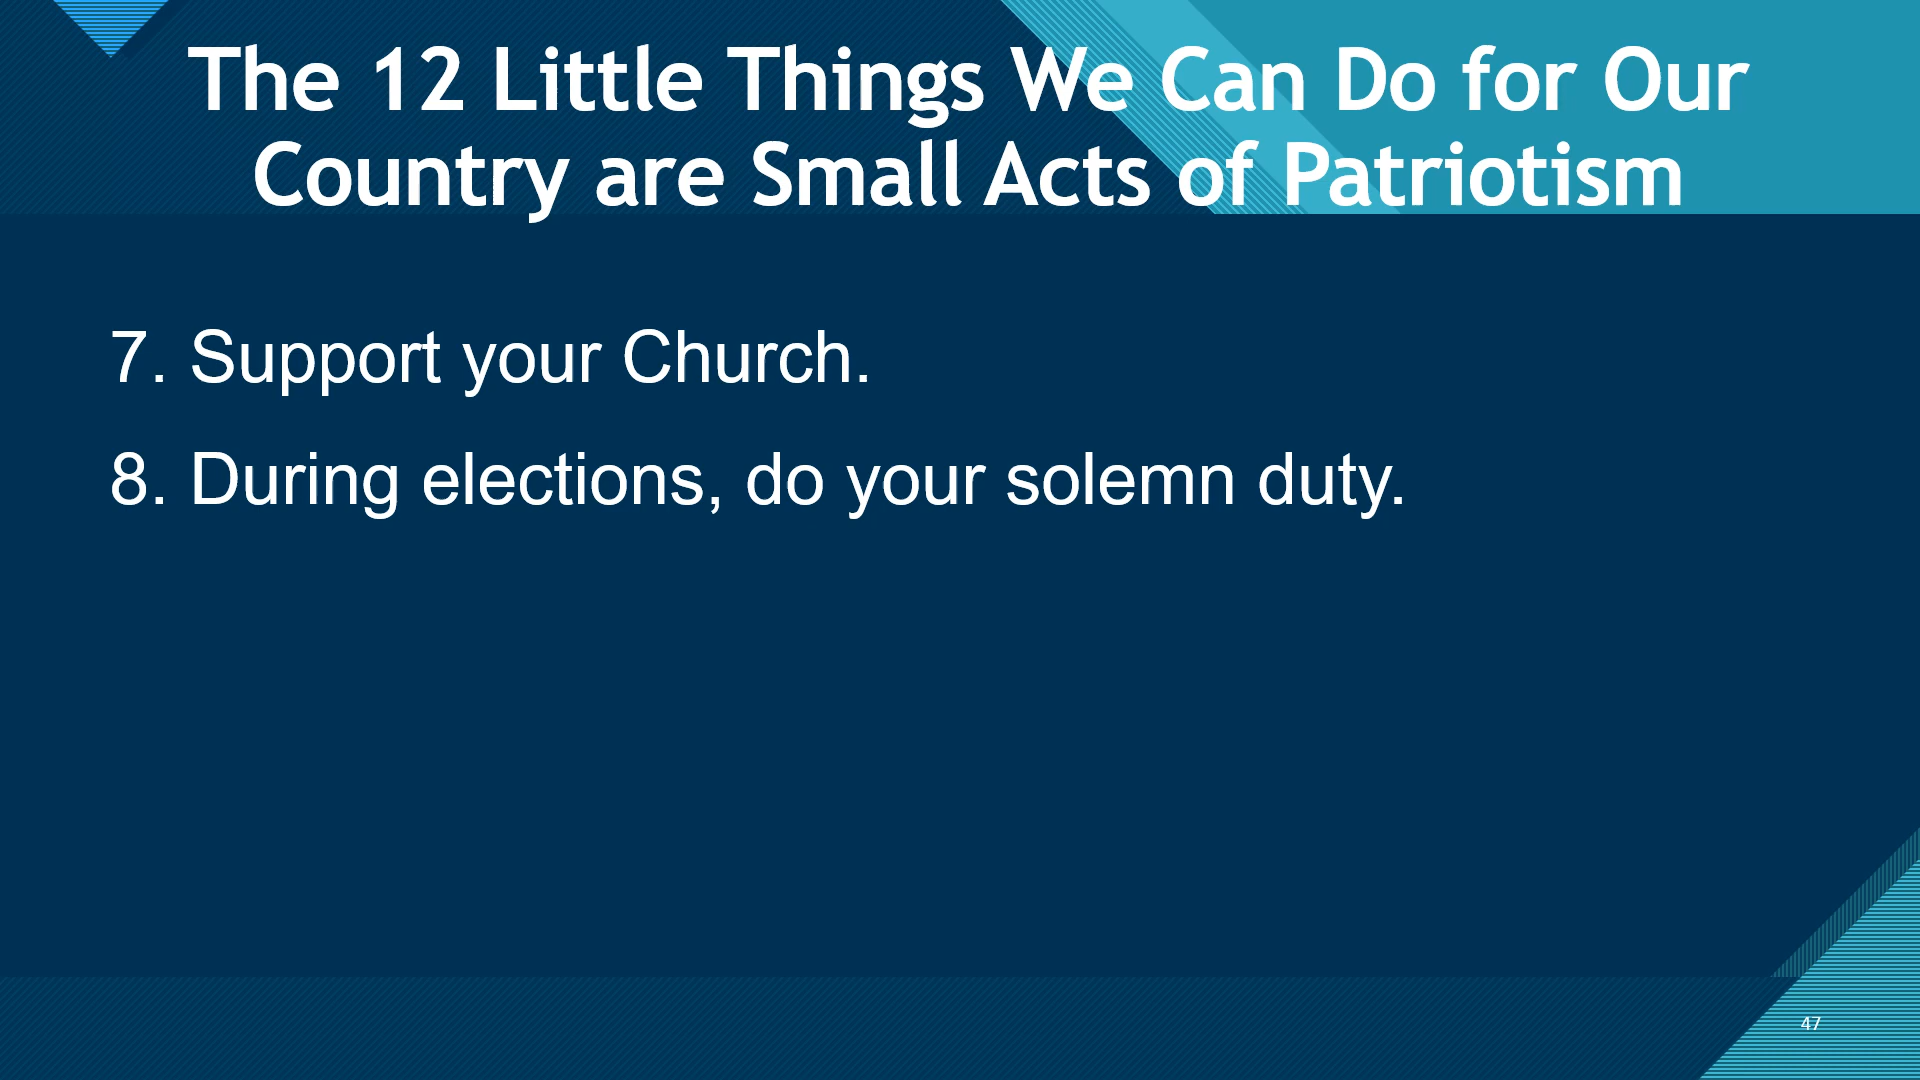 The 12 Little Things We Can Do for Our
Country are Small Acts of Patriotism
7. Support your Church.
8. During elections, do your solemn duty.
47